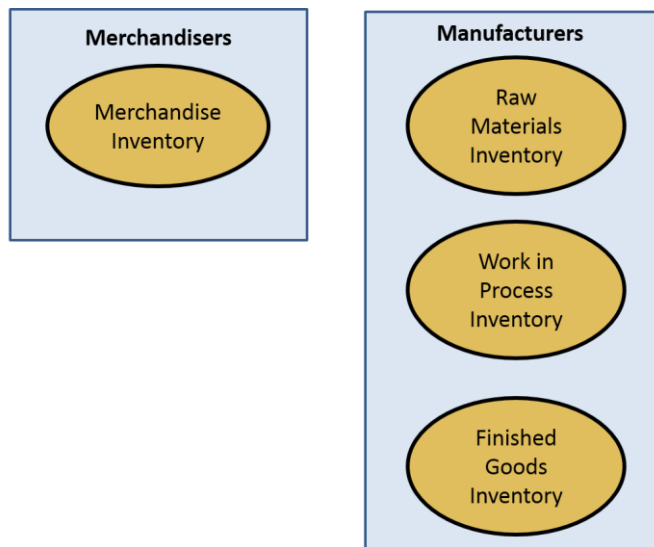 Merchandisers
Merchandise
Inventory
Manufacturers
Raw
Materials
Inventory
Work in
Process
Inventory
Finished
Goods
Inventory